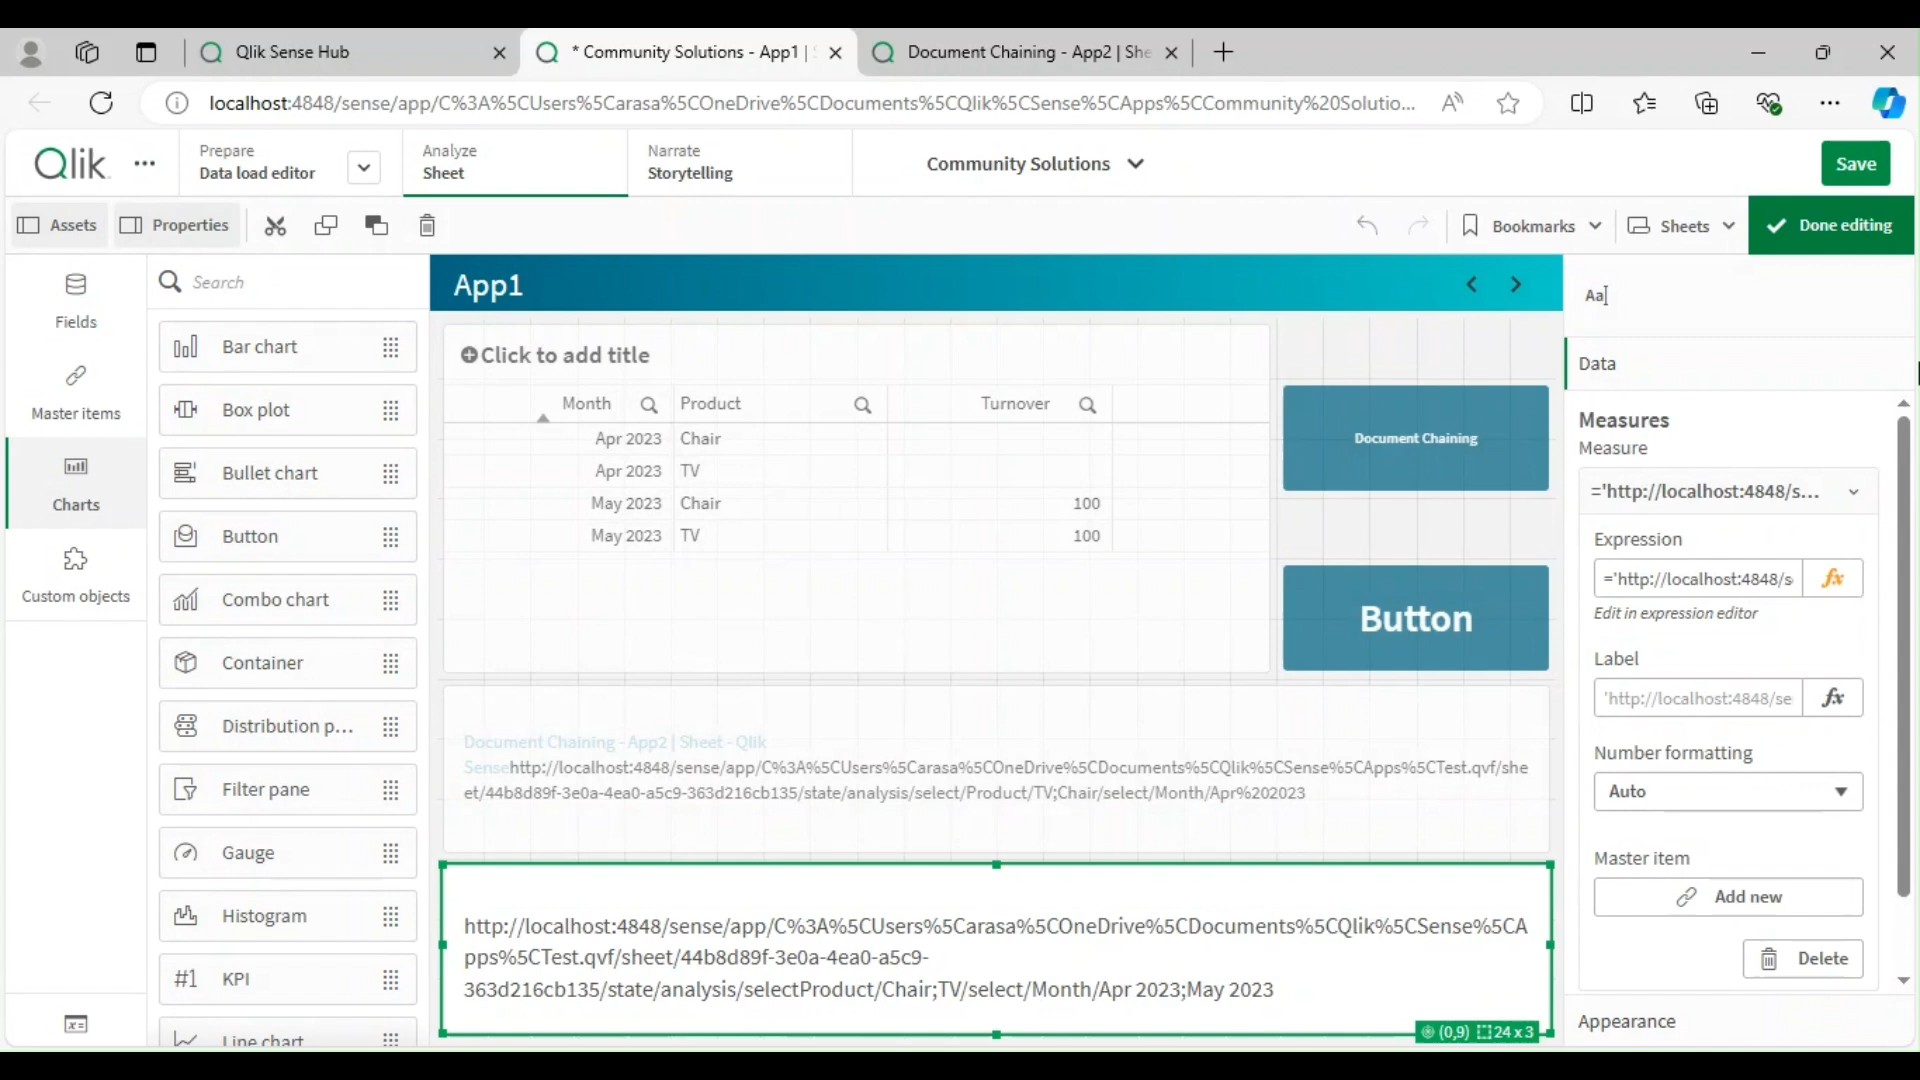 Qlik Sense Hub
* Community Solutions - App1 | S
Document Chaining - App2 | She
localhost:4848/sense/app/C%3A%5CUsers%5Carasa%5COneDrive%5CDocuments%5CQlik%5CSense%5CApps%5CCommunity%20Solutio...
Qlik
Prepare
Data load editor
Analyze
Sheet
Narrate
Storytelling
Community Solutions
Save
Assets
Properties
Bookmarks
Sheets
Done editing
Fields
Master items
Charts
Custom objects
Search
Bar chart
Box plot
Bullet chart
Button
Combo chart
Container
Distribution p...
Filter pane
Gauge
Histogram
#1 KPI
Line chart
App1
Click to add title
Month Product Turnover
Apr 2023 Chair
Apr 2023 TV
May 2023 Chair 100
May 2023 TV 100
Document Chaining
Button
Document Chaining - App2 | Sheet - Qlik
Sensehttp://localhost:4848/sense/app/C%3A%5CUsers%5Carasa%5COneDrive%5CDocuments%5CQlik%5CSense%5CApps%5CTest.qvf/she
et/44b8d89f-3e0a-4ea0-a5c9-363d216cb135/state/analysis/select/Product/TV;Chair/select/Month/Apr%202023
http://localhost:4848/sense/app/C%3A%5CUsers%5Carasa%5COneDrive%5CDocuments%5CQlik%5CSense%5CA
pps%5CTest.qvf/sheet/44b8d89f-3e0a-4ea0-a5c9-
363d216cb135/state/analysis/selectProduct/Chair;TV/select/Month/Apr 2023;May 2023
(0,9) 24 x 3
Aa
Data
Measures
Measure
='http://localhost:4848/s...
Expression
='http://localhost:4848/s
fx
Edit in expression editor
Label
'http://localhost:4848/se
fx
Number formatting
Auto
Master item
Add new
Delete
Appearance